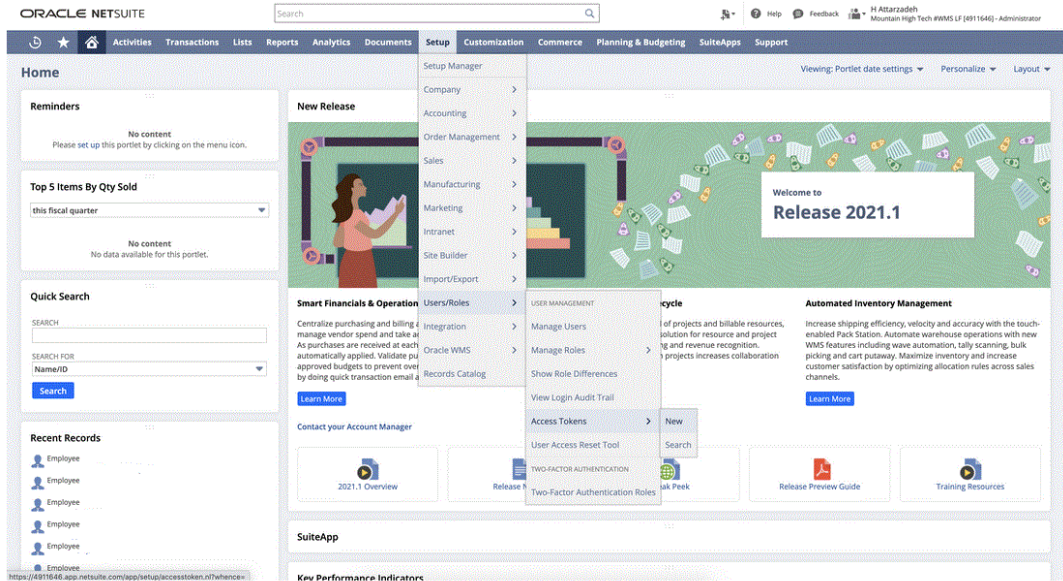 ORACLE NETSUITE
Search
Help
Feedback
H Attarzadeh
Mountain High Tech #WMS LF [4911646] - Administrator
Activities
Transactions
Lists
Reports
Analytics
Documents
Setup
Customization
Commerce
Planning & Budgeting
SuiteApps
Support
Home
Viewing: Portlet date settings
Personalize
Layout
Reminders
No content
Please set up this portlet by clicking on the menu icon.
Top 5 Items By Qty Sold
this fiscal quarter
No content
No data available for this portlet.
Quick Search
SEARCH
SEARCH FOR
Name/ID
Search
Recent Records
Employee
Employee
Employee
Employee
Employee
Employee
https://4911646.app.netsuite.com/app/setup/accesstoken.nl?whence=
Setup Manager
Company
Accounting
Order Management
Sales
Manufacturing
Marketing
Intranet
Site Builder
Import/Export
Users/Roles
Integration
Oracle WMS
Records Catalog
USER MANAGEMENT
Manage Users
Manage Roles
Show Role Differences
View Login Audit Trail
Access Tokens
User Access Reset Tool
TWO-FACTOR AUTHENTICATION
Two-Factor Authentication Roles
New
Search
New Release
Welcome to
Release 2021.1
Smart Financials & Operation
Centralize purchasing and billing
manage vendor spend and take
As purchases are received at each
automatically applied. Validate
approved budgets to prevent
by doing quick transaction email
Learn More
Contact your Account Manager
of projects and billable resources,
solution for resource and project
and revenue recognition.
projects increases collaboration
Automated Inventory Management
Increase shipping efficiency, velocity and accuracy with the touch-
enabled Pack Station. Automate warehouse operations with new
WMS features including wave automation, tally scanning, bulk
picking and cart putaway. Maximize inventory and increase
customer satisfaction by optimizing allocation rules across sales
channels.
Learn More
2021.1 Overview
Release
Peek
Release Preview Guide
Training Resources
SuiteApp
Key Performance Indicators